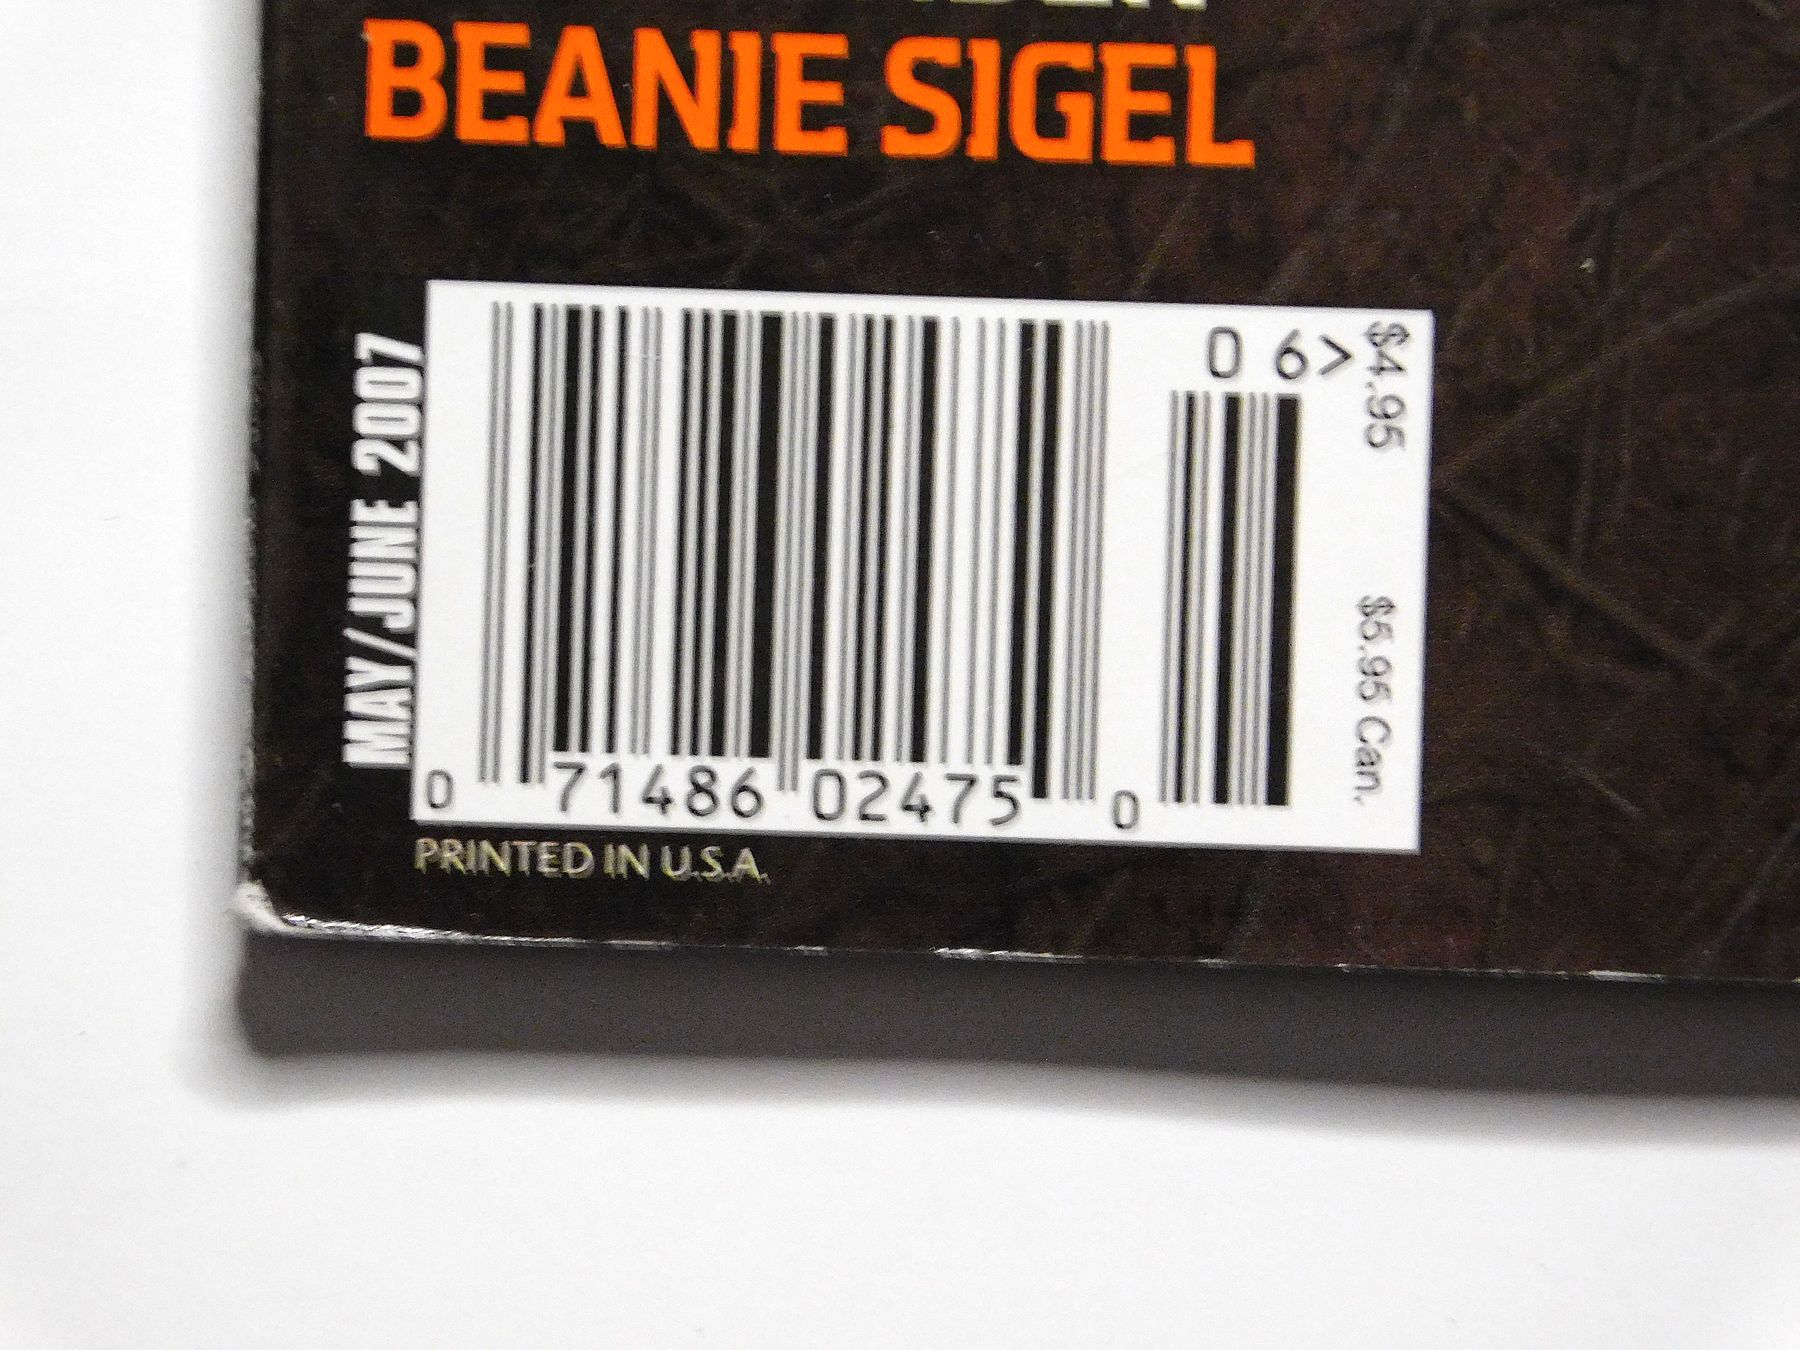 BEANIE SIGEL
MAY/JUNE 2007
0 6>
$4.95 $5.95 Can.
0 71486 02475 0
PRINTED IN U.S.A.